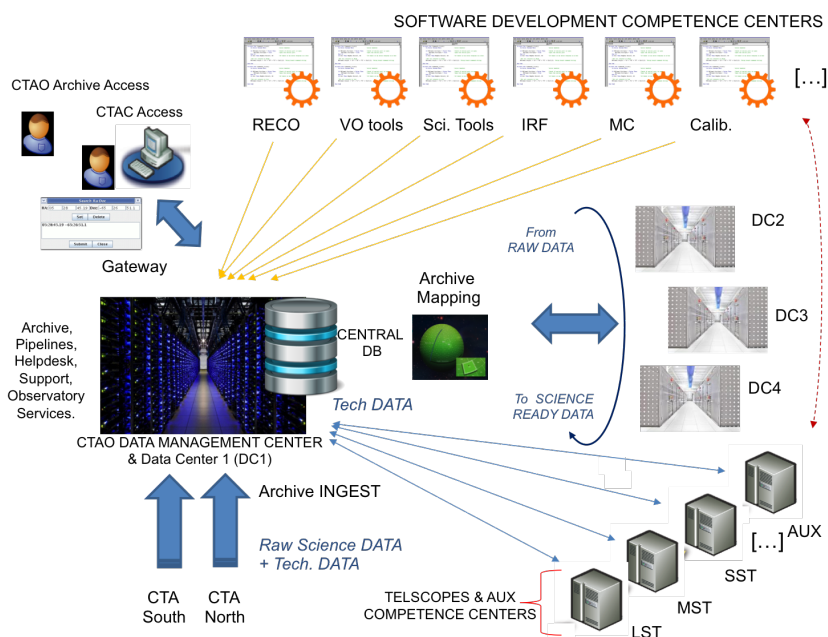 SOFTWARE DEVELOPMENT COMPETENCE CENTERS
CTAO Archive Access
CTAC Access
[...]
RECO
VO tools
Sci. Tools
IRF
MC
Calib.
Gateway
Submit
Close
From
RAW DATA
DC2
Archive
Mapping
DC3
CENTRAL
DB
Archive,
Pipelines,
Helpdesk,
Support,
Observatory
Services.
DC4
To SCIENCE
READY DATA
Tech DATA
CTAO DATA MANAGEMENT CENTER
& Data Center 1 (DC1)
Archive INGEST
Raw Science DATA
+ Tech. DATA
CTA
South
CTA
North
TELSCOPES & AUX
COMPETENCE CENTERS
LST
MST
SST
[...]
AUX